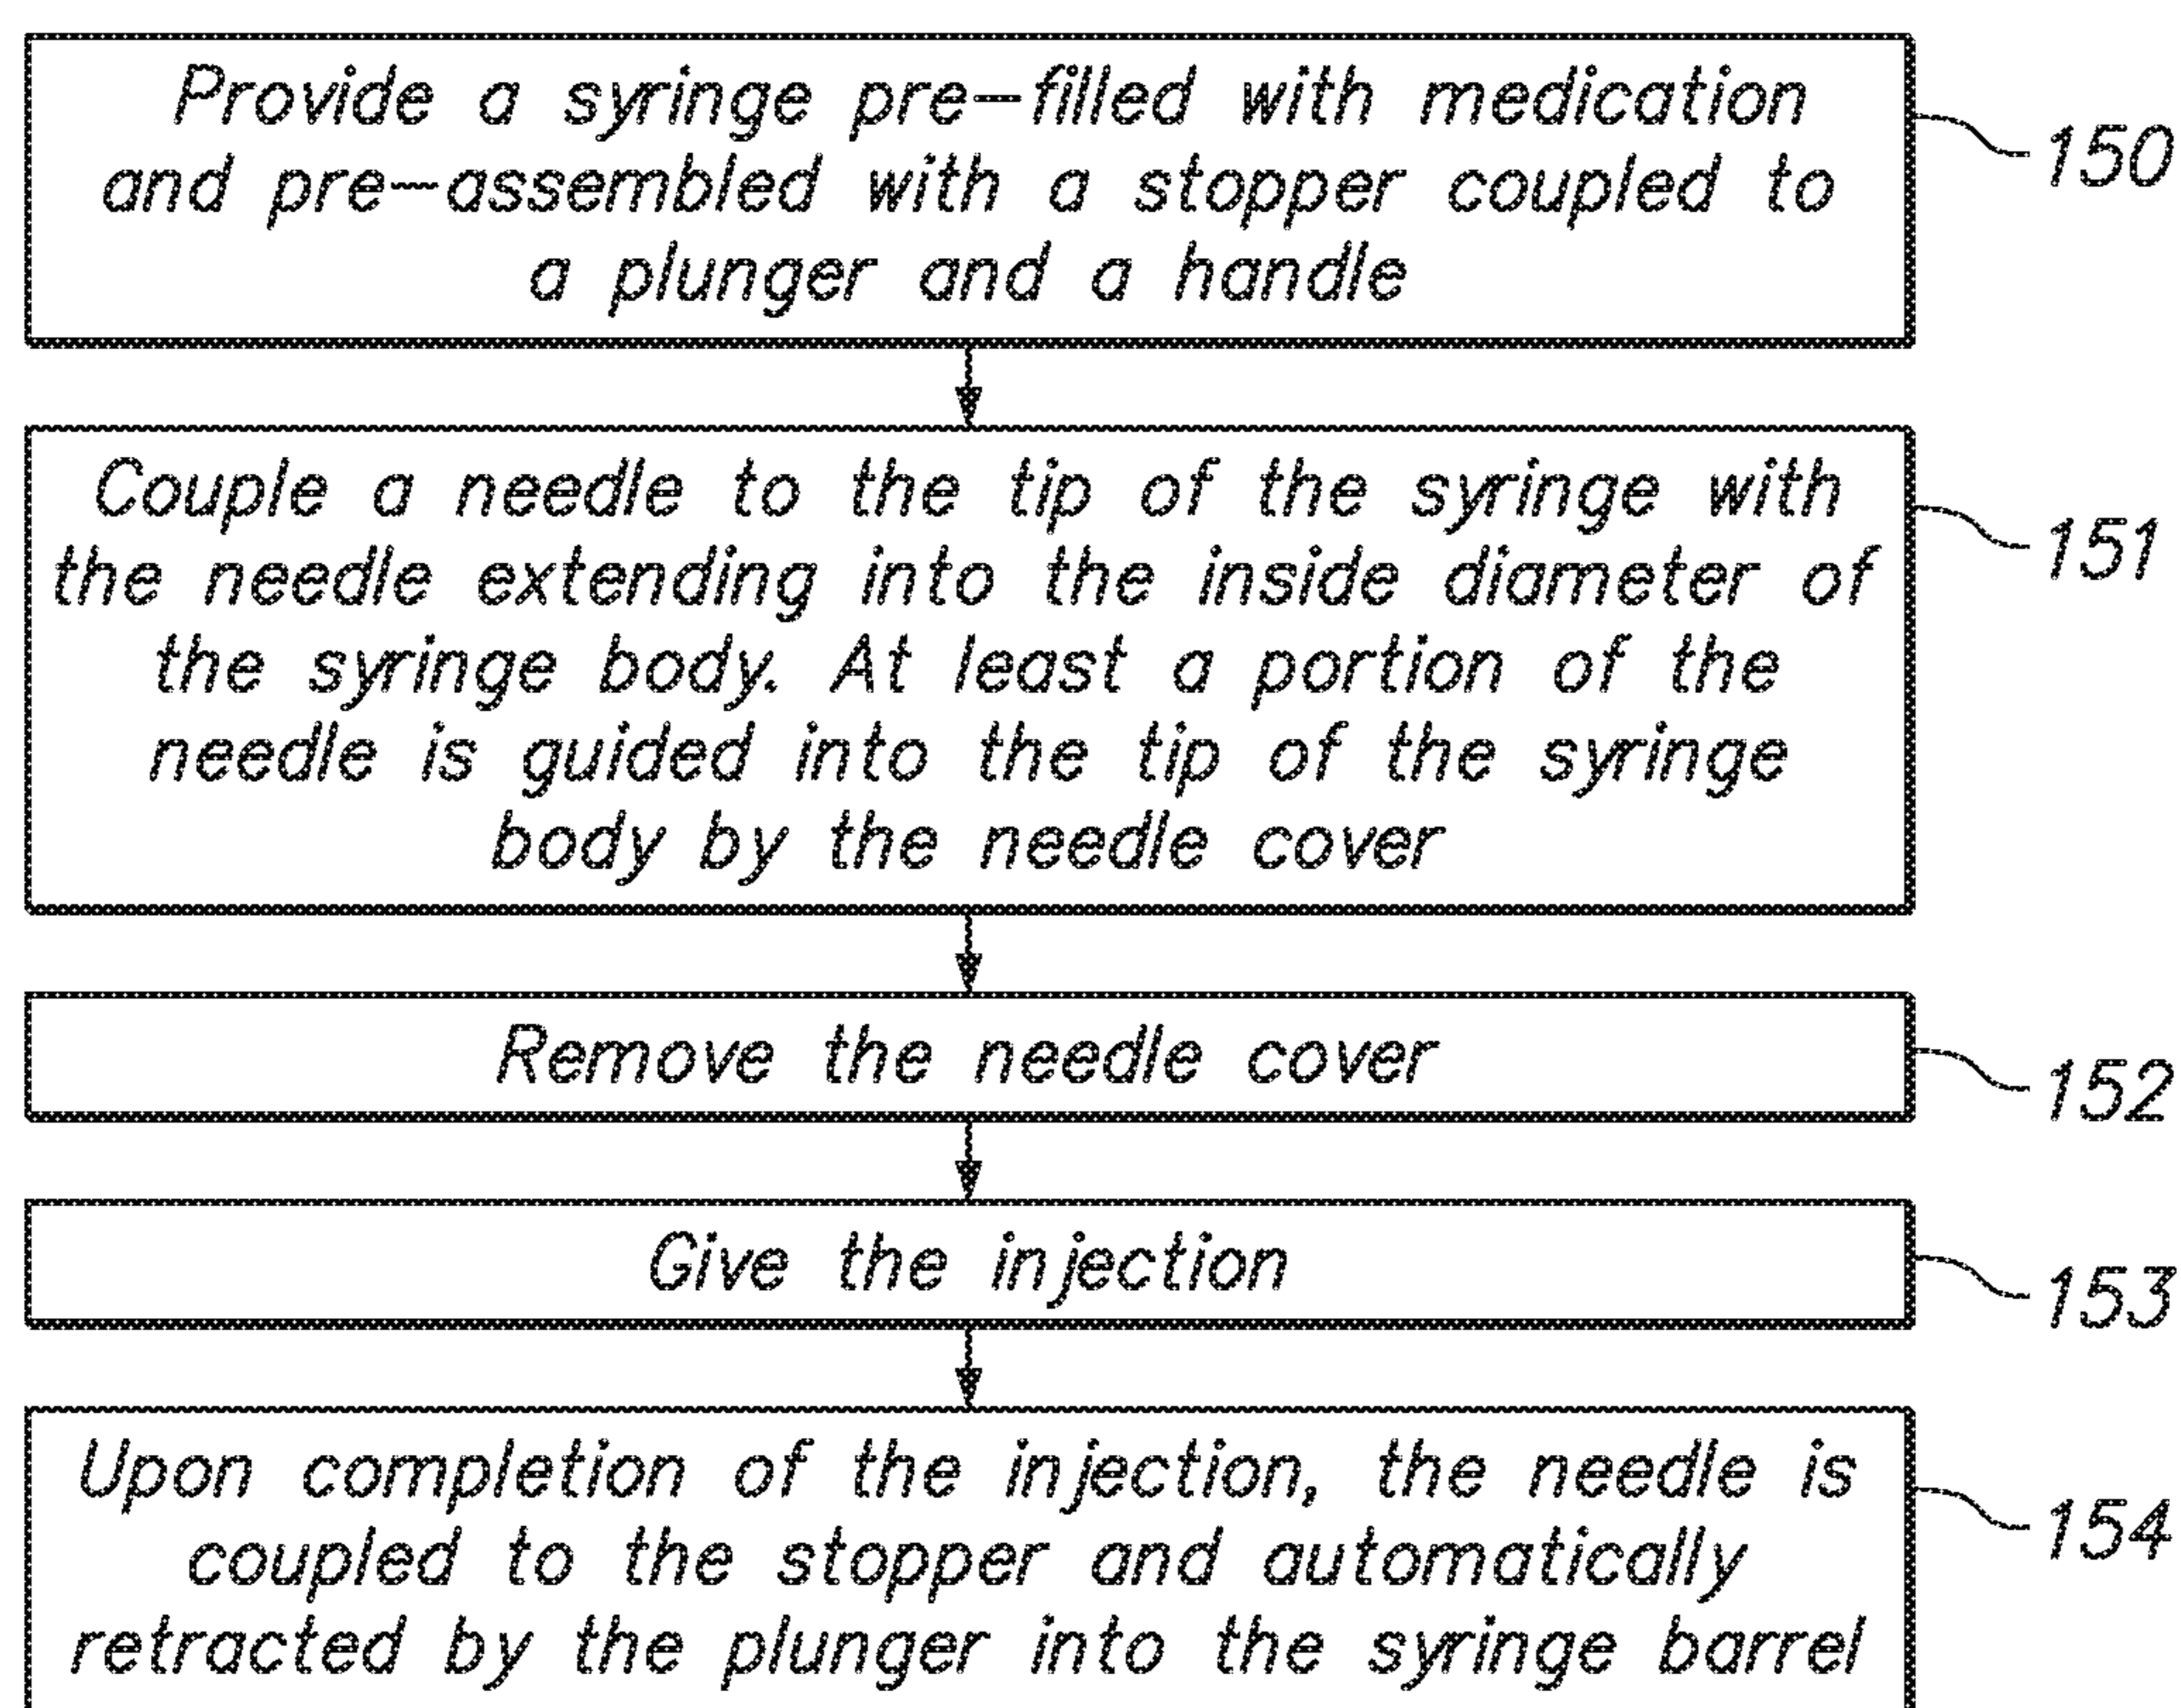 Provide a syringe pre-filled with medication
and pre-assembled with a stopper coupled to
a plunger and a handle
150
Couple a needle to the tip of the syringe with
the needle extending into the inside diameter of
the syringe body. At least a portion of the
needle is guided into the tip of the syringe
body by the needle cover
151
Remove the needle cover
152
Give the injection
153
Upon completion of the injection, the needle is
coupled to the stopper and automatically
retracted by the plunger into the syringe barrel
154